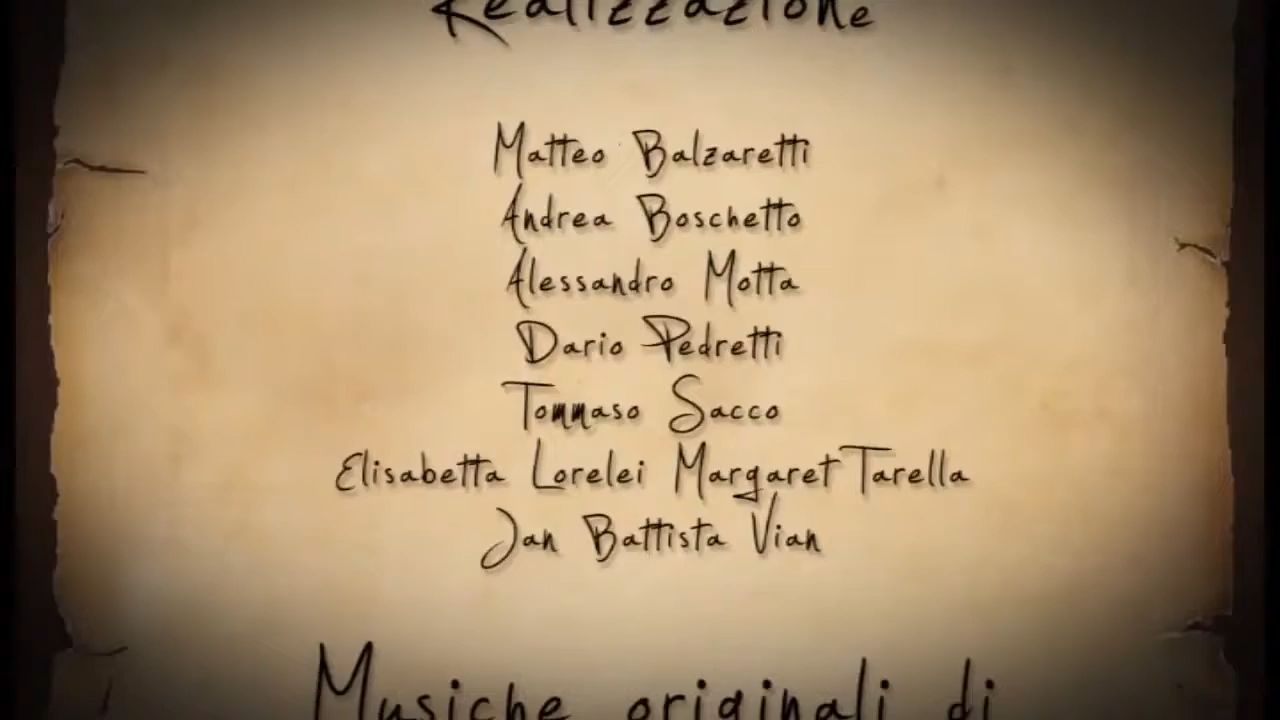 Realizzazione
Matteo Balzaretti
Andrea Boschetto
Alessandro Motta
Dario Pedretti
Tommaso Sacco
Elisabetta Lorelei Margaret Tarella
Jan Battista Vian
Musiche originali di